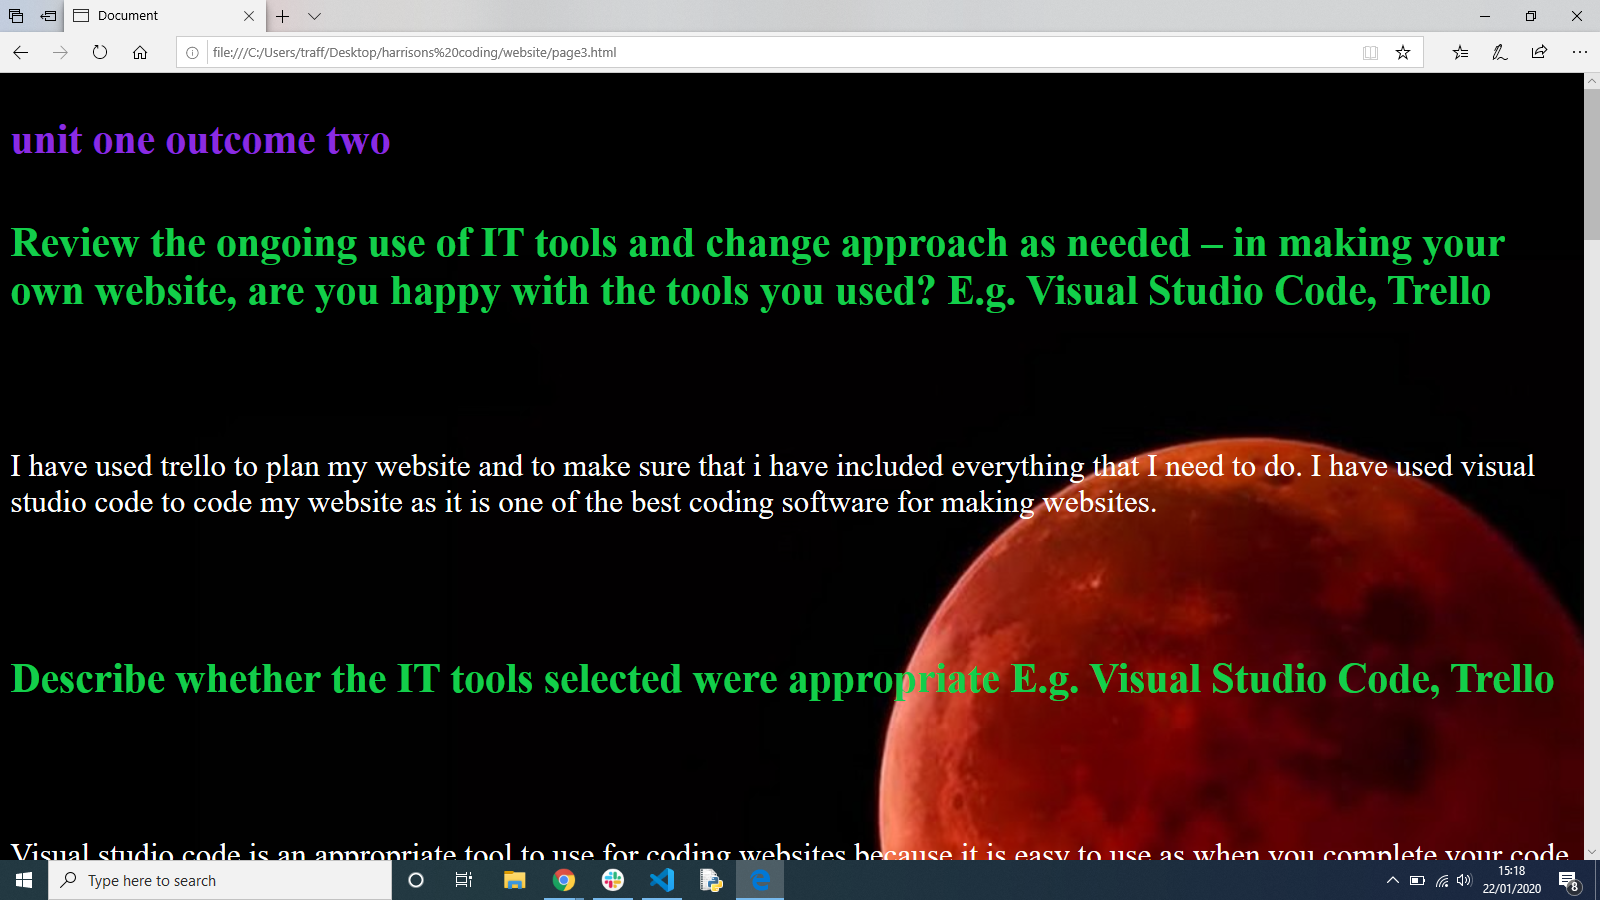 Document
file:///C:/Users/traff/Desktop/harrisons%20coding/website/page3.html
unit one outcome two
Review the ongoing use of IT tools and change approach as needed – in making your
own website, are you happy with the tools you used? E.g. Visual Studio Code, Trello
I have used trello to plan my website and to make sure that i have included everything that I need to do. I have used visual
studio code to code my website as it is one of the best coding software for making websites.
Describe whether the IT tools selected were appropriate E.g. Visual Studio Code, Trello
Visual studio code is an appropriate tool to use for coding websites because it is easy to use as when you complete your code
Type here to search
15:18
22/01/2020
8